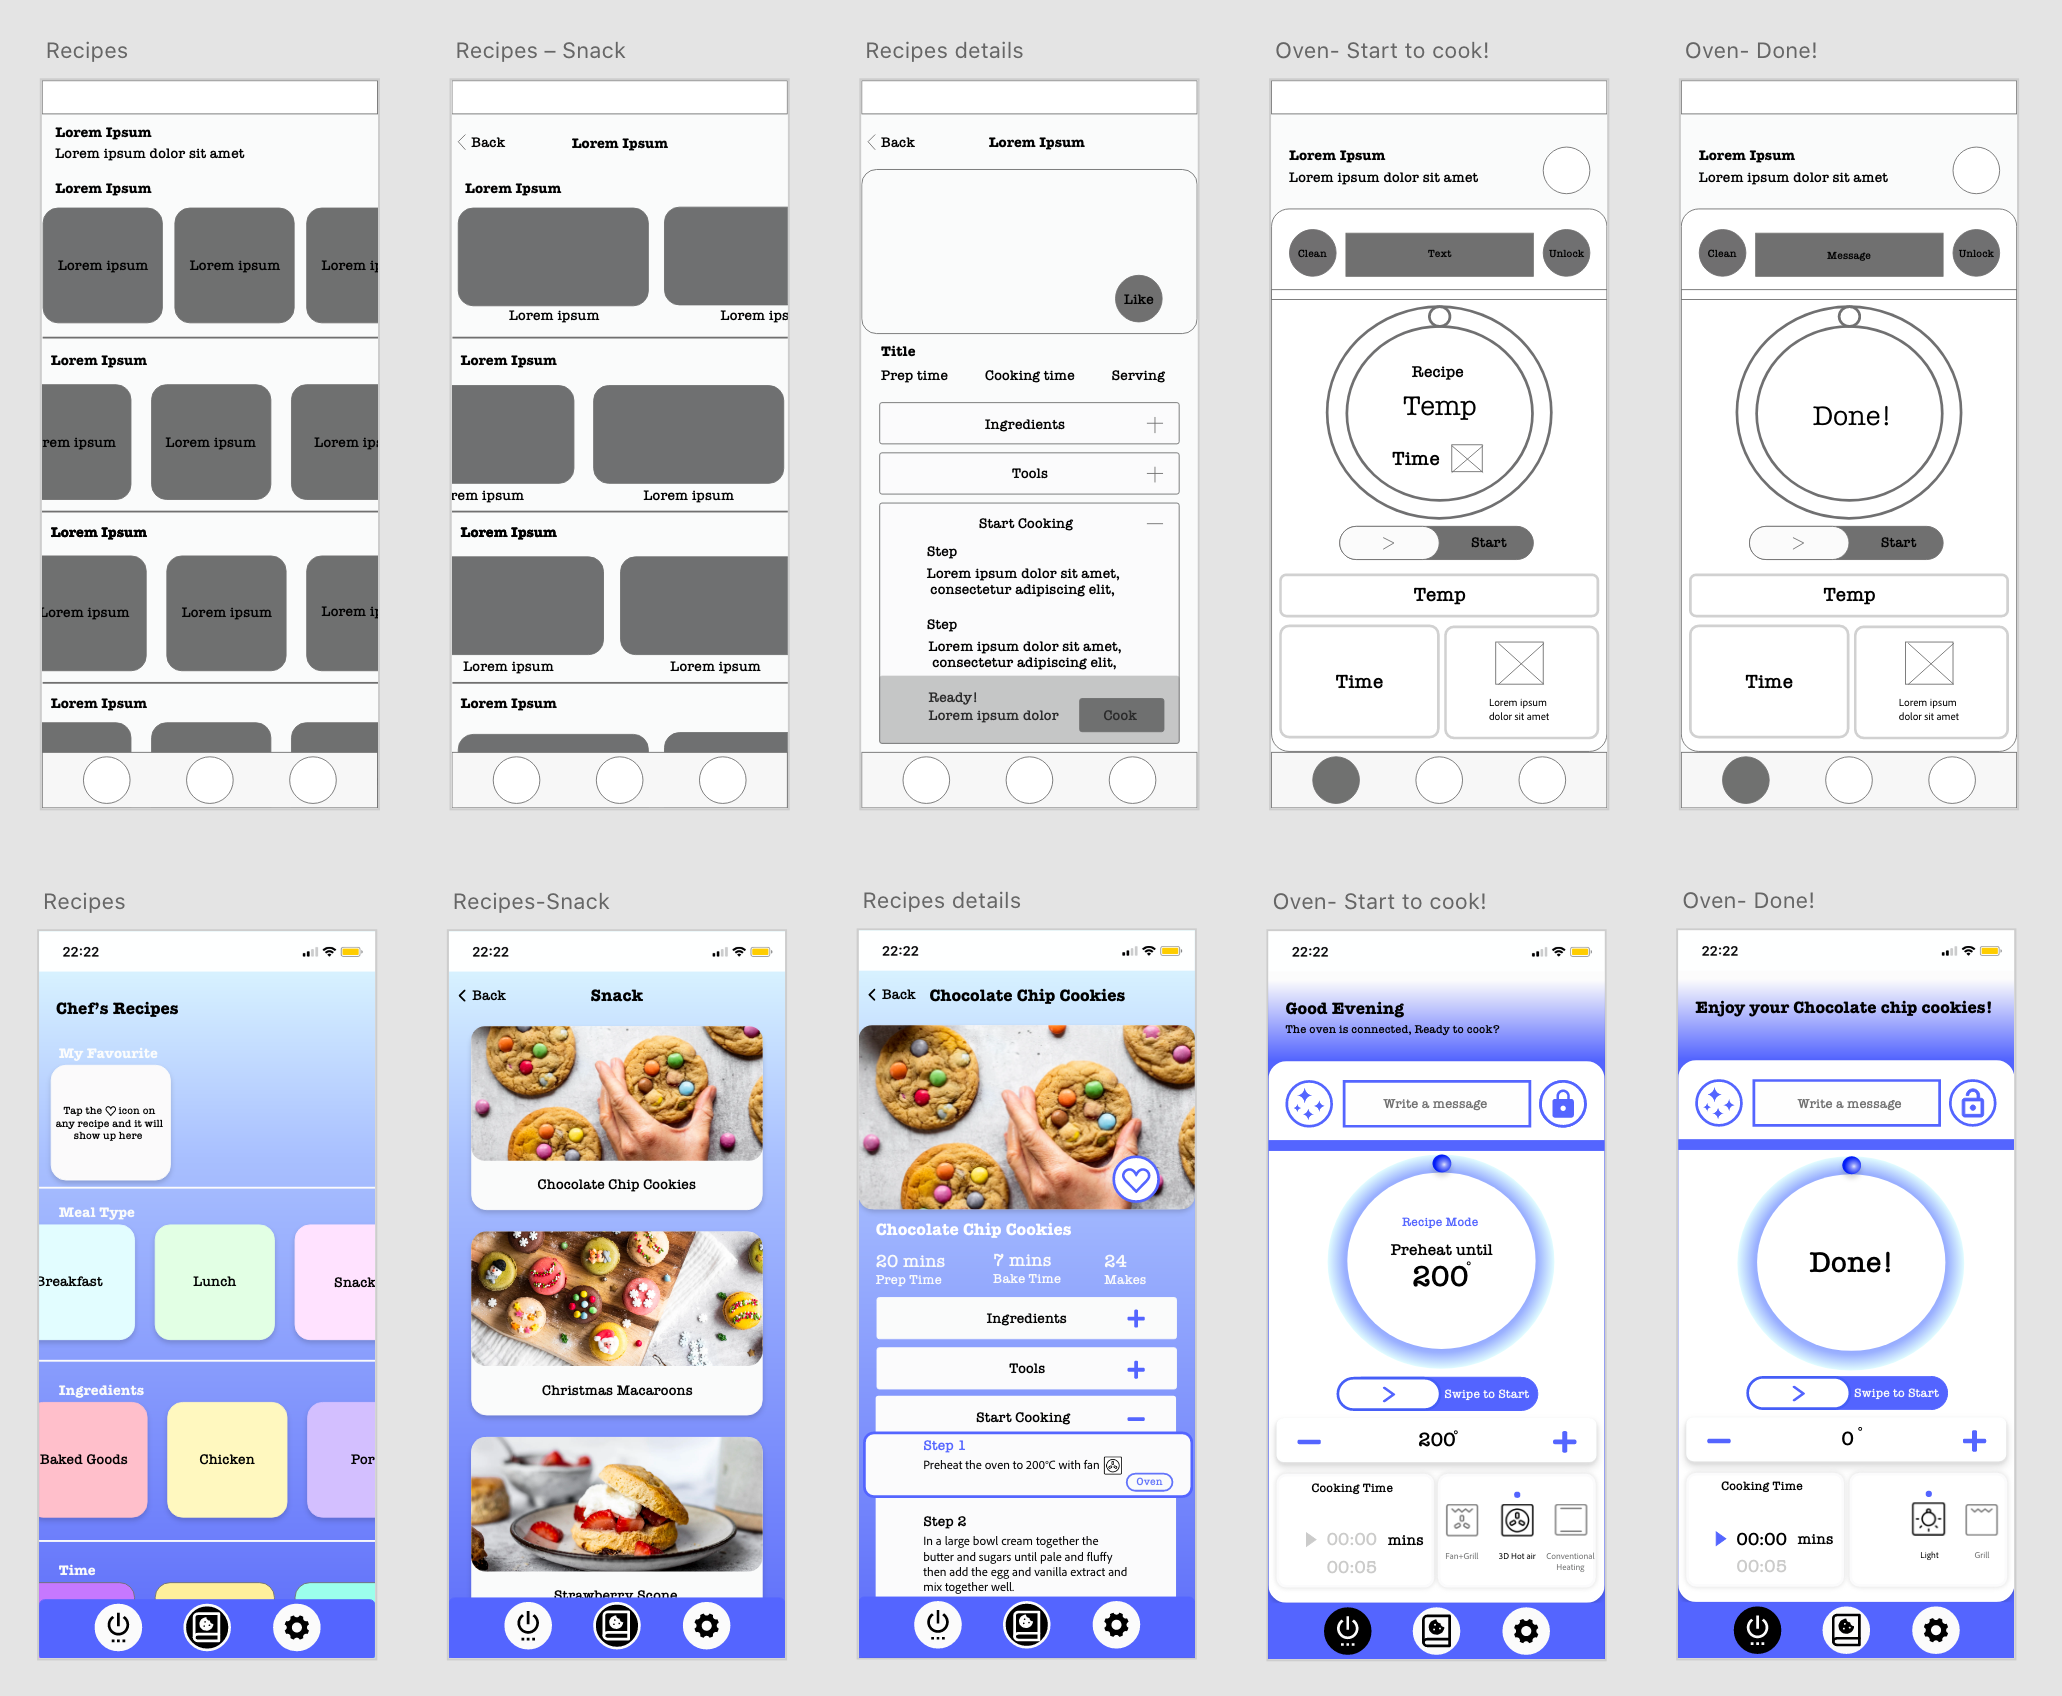 Recipes
Lorem Ipsum
Lorem ipsum dolor sit amet
Lorem Ipsum
Lorem ipsum
Lorem ipsum
Lorem ip
Lorem Ipsum
rem ipsum
Lorem ipsum
Lorem ips
Lorem Ipsum
Lorem ipsum
Lorem ipsum
Lorem ip
Lorem Ipsum
Recipes – Snack
Back
Lorem Ipsum
Lorem Ipsum
Lorem ipsum
Lorem ips
Lorem Ipsum
rem ipsum
Lorem ipsum
Lorem Ipsum
Lorem ipsum
Lorem ipsum
Lorem Ipsum
Recipes details
Back
Lorem Ipsum
Like
Title
Prep time
Cooking time
Serving
Ingredients
Tools
Start Cooking
Step
Lorem ipsum dolor sit amet,
consectetur adipiscing elit,
Step
Lorem ipsum dolor sit amet,
consectetur adipiscing elit,
Ready!
Lorem ipsum dolor
Cook
Oven- Start to cook!
Lorem Ipsum
Lorem ipsum dolor sit amet
Clean
Text
Unlock
Recipe
Temp
Time
>
Start
Temp
Time
Lorem ipsum
dolor sit amet
Oven- Done!
Lorem Ipsum
Lorem ipsum dolor sit amet
Clean
Message
Unlock
Done!
>
Start
Temp
Time
Lorem ipsum
dolor sit amet
Recipes
22:22
Chef's Recipes
My Favourite
Tap the ♡ icon on
any recipe and it will
show up here
Meal Type
Breakfast
Lunch
Snack
Ingredients
Baked Goods
Chicken
Por
Time
Recipes-Snack
22:22
Back
Snack
Chocolate Chip Cookies
Christmas Macaroons
Strawberry Scone
Recipes details
22:22
Back
Chocolate Chip Cookies
Chocolate Chip Cookies
20 mins
Prep Time
7 mins
Bake Time
24
Makes
Ingredients
Tools
Start Cooking
Step 1
Preheat the oven to 200°C with fan
Oven
Step 2
In a large bowl cream together the
butter and sugars until pale and fluffy
then add the egg and vanilla extract and
mix together well.
Oven- Start to cook!
22:22
Good Evening
The oven is connected, Ready to cook?
Write a message
Recipe Mode
Preheat until
200°
Swipe to Start
200°
Cooking Time
00:00 mins
00:05
Fan+Grill
3D Hot air
Conventional
Heating
Oven- Done!
22:22
Enjoy your Chocolate chip cookies!
Write a message
Done!
Swipe to Start
0°
Cooking Time
00:00 mins
00:05
Light
Grill